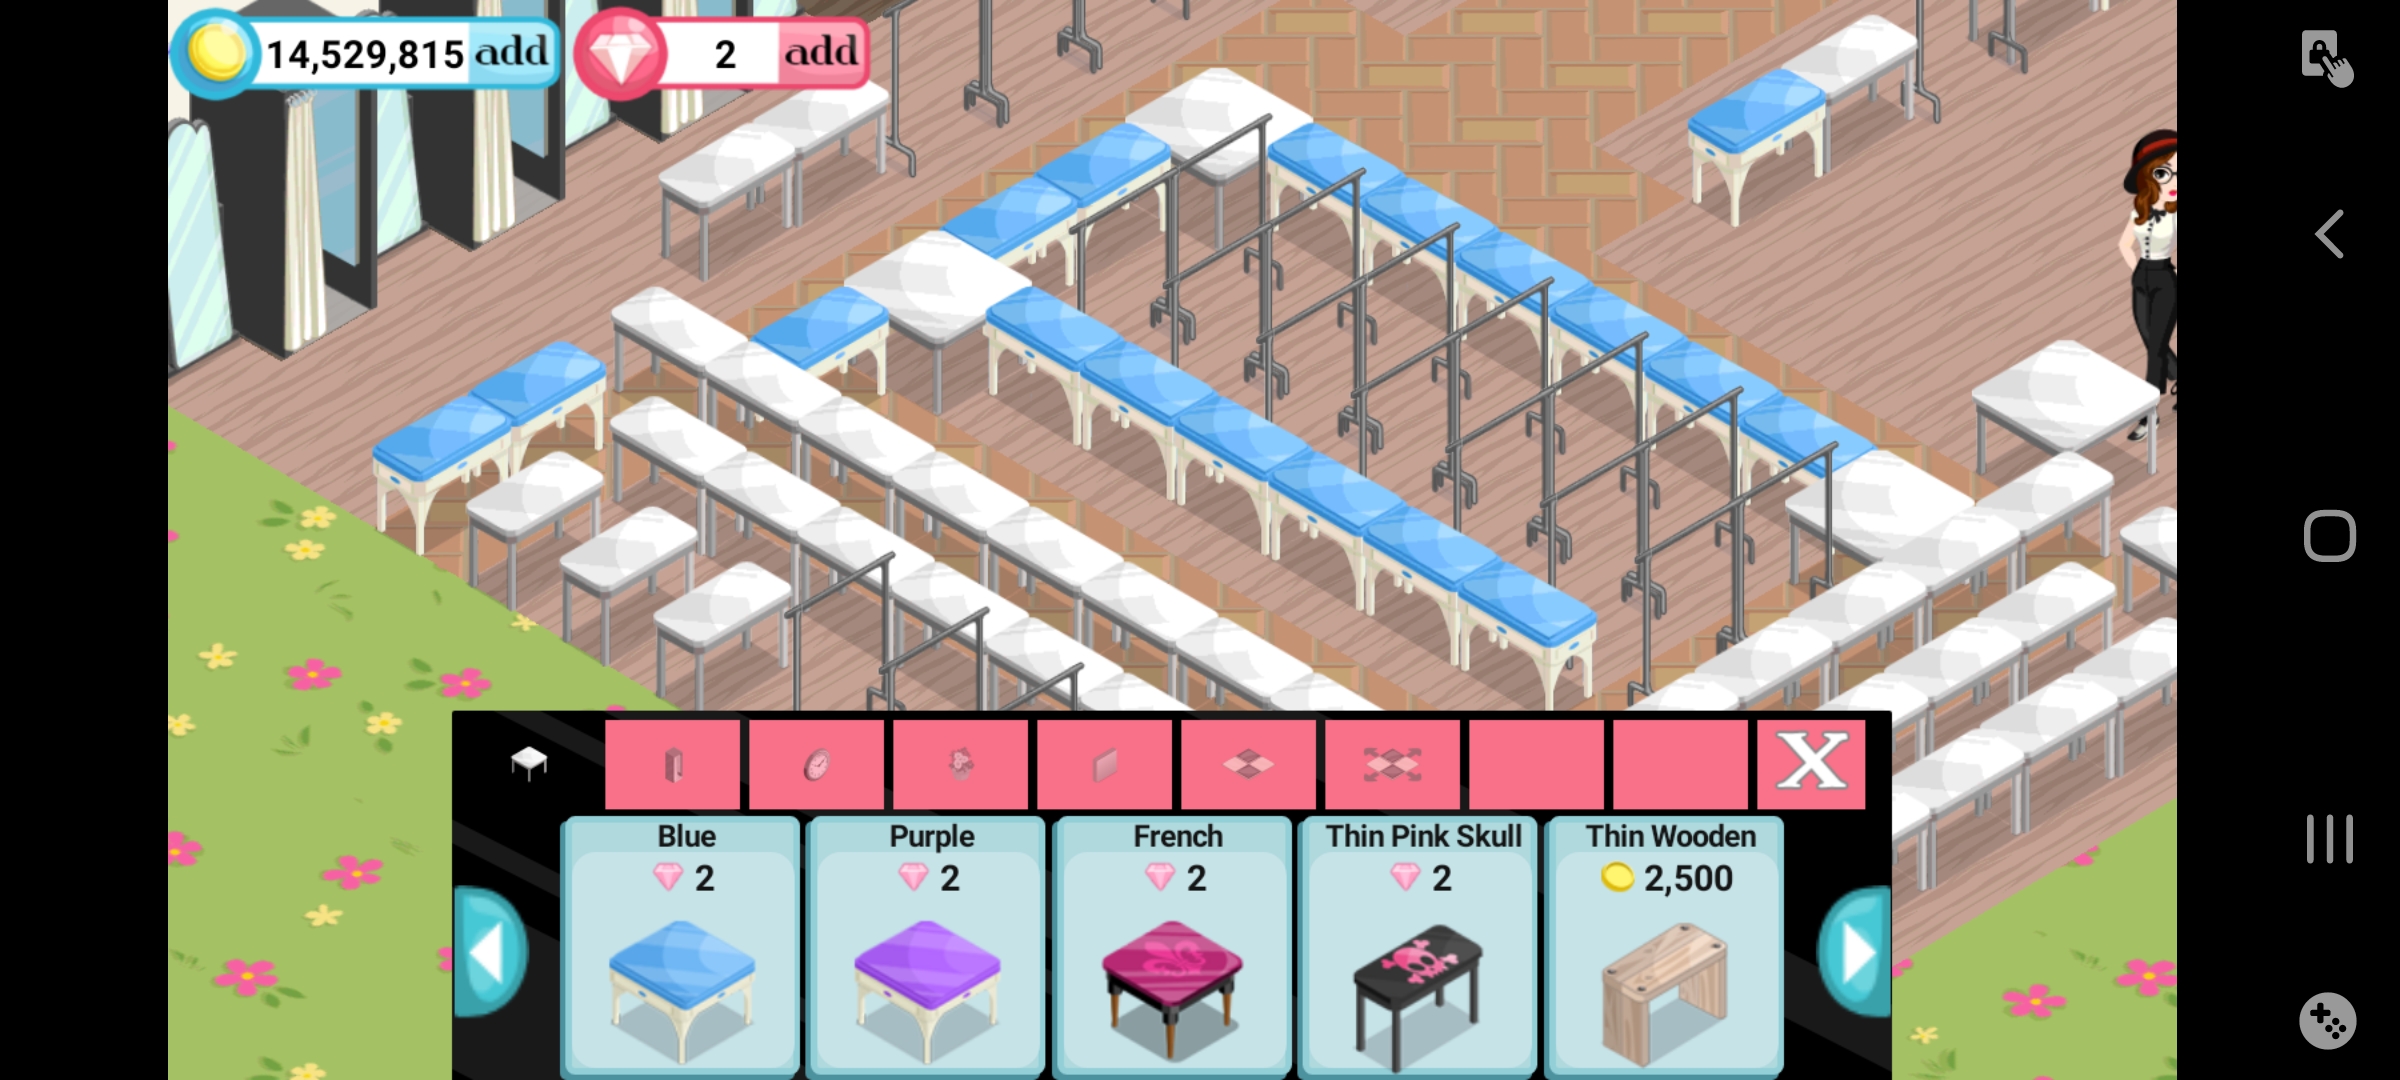 14,529,815 add 2 add
X
Blue Purple French Thin Pink Skull Thin Wooden
2 2 2 2 2,500